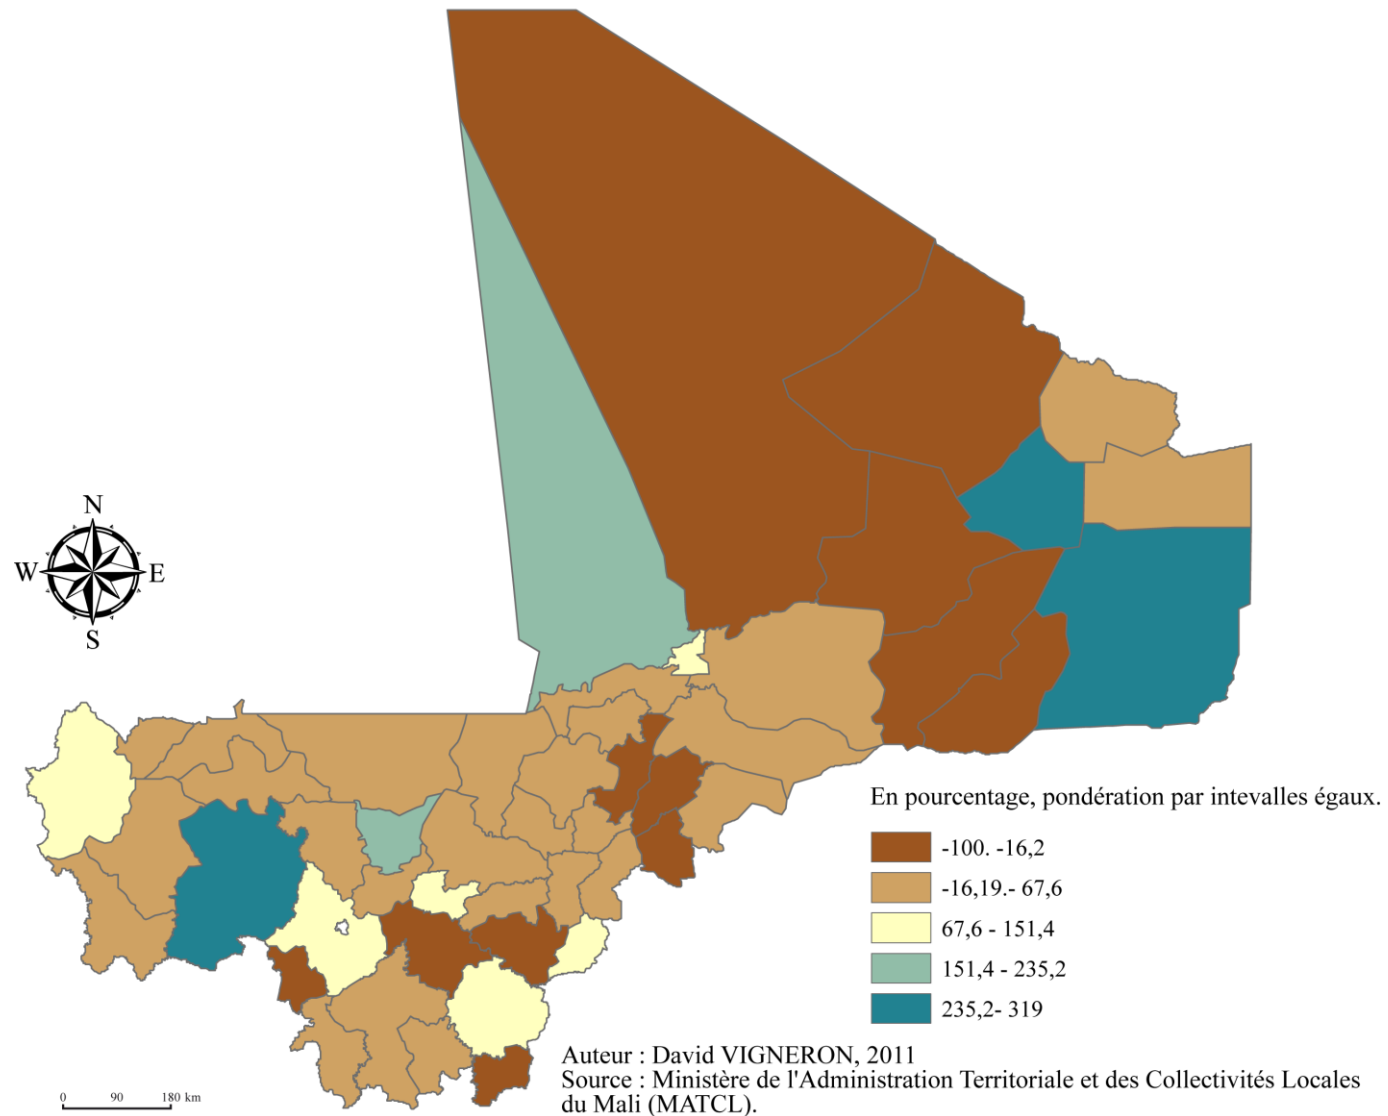 N
W E
S
En pourcentage, pondération par intevalles égaux.
-100. -16,2
-16,19.- 67,6
67,6 - 151,4
151,4 - 235,2
235,2- 319
Auteur : David VIGNERON, 2011
Source : Ministère de l'Administration Territoriale et des Collectivités Locales
du Mali (MATCL).
0 90 180 km